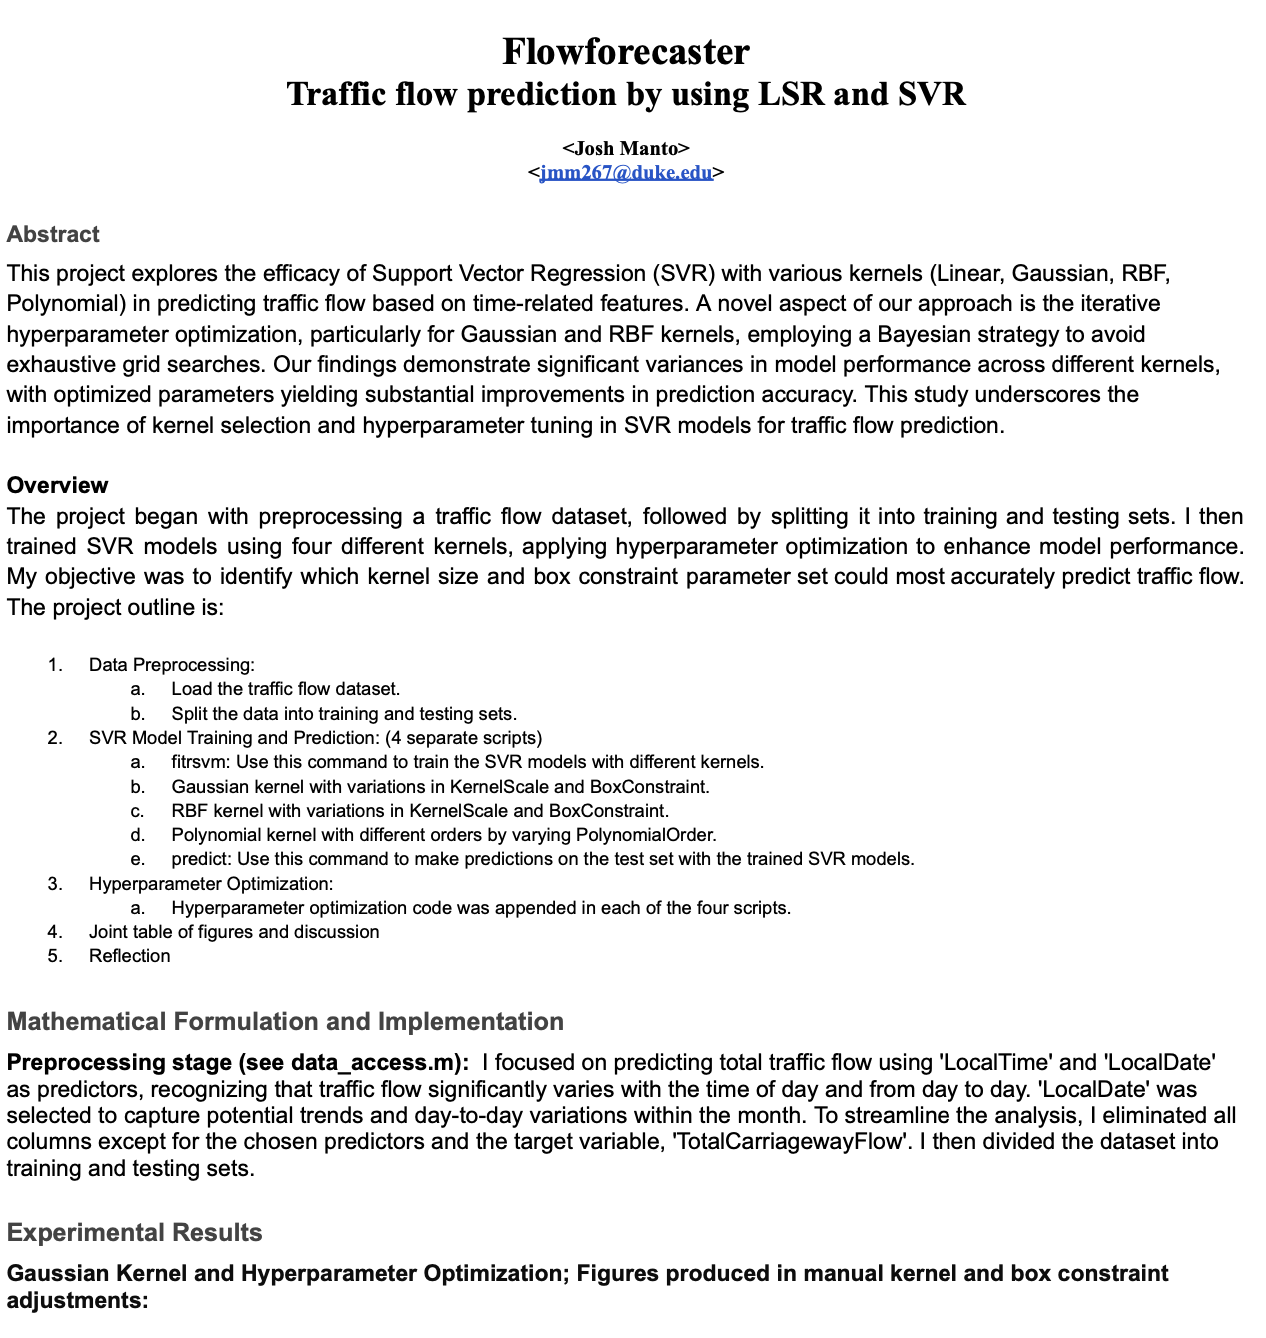 Flowforecaster
Traffic flow prediction by using LSR and SVR
<Josh Manto>
<jmm267@duke.edu>
Abstract
This project explores the efficacy of Support Vector Regression (SVR) with various kernels (Linear, Gaussian, RBF,
Polynomial) in predicting traffic flow based on time-related features. A novel aspect of our approach is the iterative
hyperparameter optimization, particularly for Gaussian and RBF kernels, employing a Bayesian strategy to avoid
exhaustive grid searches. Our findings demonstrate significant variances in model performance across different kernels,
with optimized parameters yielding substantial improvements in prediction accuracy. This study underscores the
importance of kernel selection and hyperparameter tuning in SVR models for traffic flow prediction.
Overview
The project began with preprocessing a traffic flow dataset, followed by splitting it into training and testing sets. I then
trained SVR models using four different kernels, applying hyperparameter optimization to enhance model performance.
My objective was to identify which kernel size and box constraint parameter set could most accurately predict traffic flow.
The project outline is:
1. Data Preprocessing:
a. Load the traffic flow dataset.
b. Split the data into training and testing sets.
2. SVR Model Training and Prediction: (4 separate scripts)
a. fitrsvm: Use this command to train the SVR models with different kernels.
b. Gaussian kernel with variations in KernelScale and BoxConstraint.
c. RBF kernel with variations in KernelScale and BoxConstraint.
d. Polynomial kernel with different orders by varying PolynomialOrder.
e. predict: Use this command to make predictions on the test set with the trained SVR models.
3. Hyperparameter Optimization:
a. Hyperparameter optimization code was appended in each of the four scripts.
4. Joint table of figures and discussion
5. Reflection
Mathematical Formulation and Implementation
Preprocessing stage (see data_access.m): I focused on predicting total traffic flow using 'LocalTime' and 'LocalDate'
as predictors, recognizing that traffic flow significantly varies with the time of day and from day to day. 'LocalDate' was
selected to capture potential trends and day-to-day variations within the month. To streamline the analysis, I eliminated all
columns except for the chosen predictors and the target variable, 'TotalCarriagewayFlow'. I then divided the dataset into
training and testing sets.
Experimental Results
Gaussian Kernel and Hyperparameter Optimization; Figures produced in manual kernel and box constraint
adjustments: